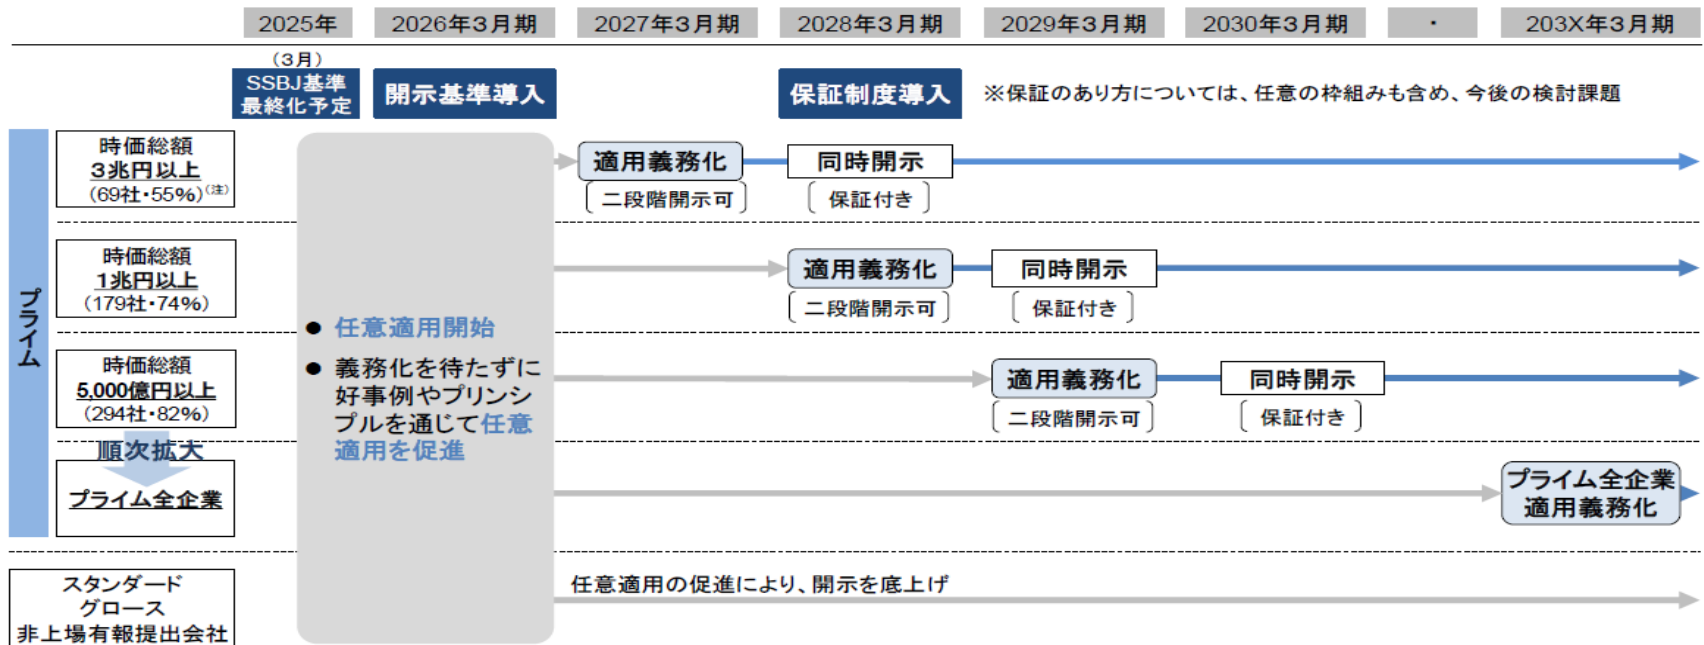 2025年
2026年3月期
2027年3月期
2028年3月期
2029年3月期
2030年3月期
・
203X年3月期
(3月)
SSBJ基準
最終化予定
開示基準導入
保証制度導入
※保証のあり方については、任意の枠組みも含め、今後の検討課題
プライム
時価総額
3兆円以上
(69社・55%)(注)
適用義務化
二段階開示可
同時開示
保証付き
時価総額
1兆円以上
(179社・74%)
適用義務化
二段階開示可
同時開示
保証付き
● 任意適用開始
● 義務化を待たずに
好事例やプリンシ
プルを通じて任意
適用を促進
時価総額
5,000億円以上
(294社・82%)
適用義務化
二段階開示可
同時開示
保証付き
順次拡大
プライム全企業
プライム全企業
適用義務化
スタンダード
グロース
非上場有報提出会社
任意適用の促進により、開示を底上げ